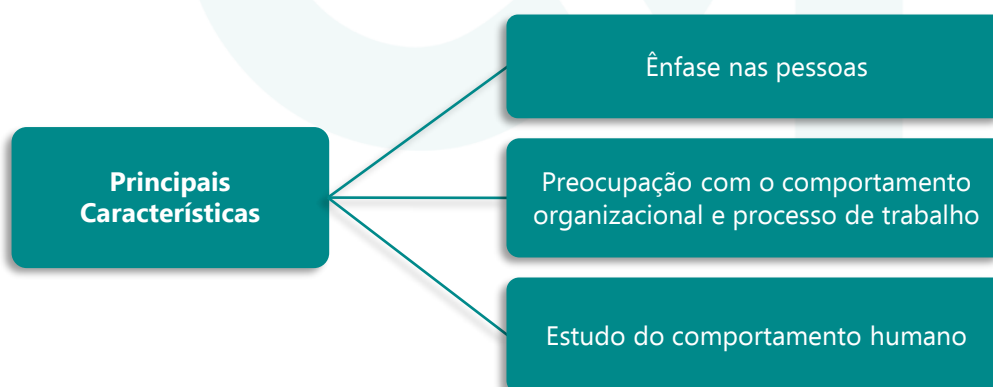 Principais
Características
Ênfase nas pessoas
Preocupação com o comportamento
organizacional e processo de trabalho
Estudo do comportamento humano